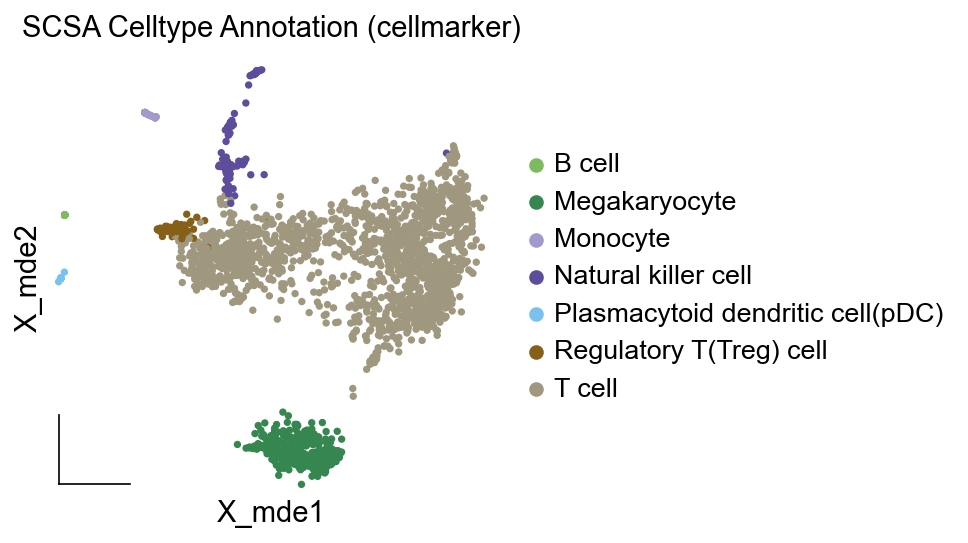 SCSA Celltype Annotation (cellmarker)
B cell
Megakaryocyte
Monocyte
Natural killer cell
Plasmacytoid dendritic cell(pDC)
Regulatory T(Treg) cell
T cell
X_mde2
X_mde1